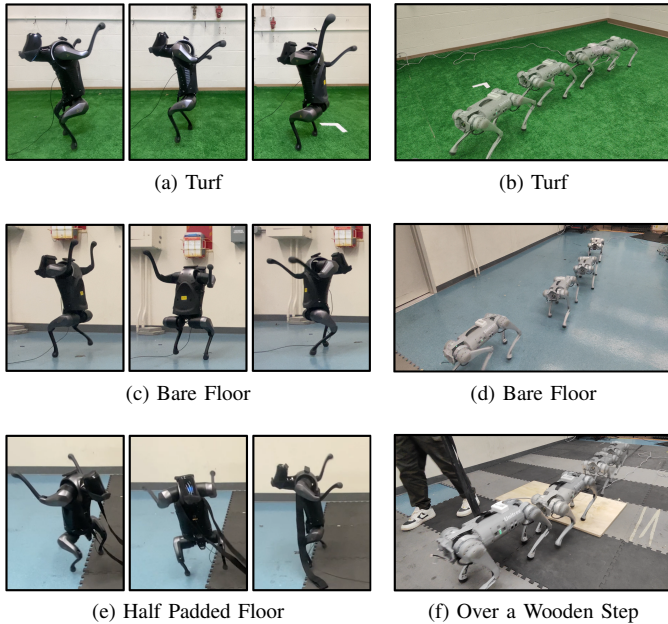 (a) Turf
(b) Turf
(c) Bare Floor
(d) Bare Floor
(e) Half Padded Floor
(f) Over a Wooden Step